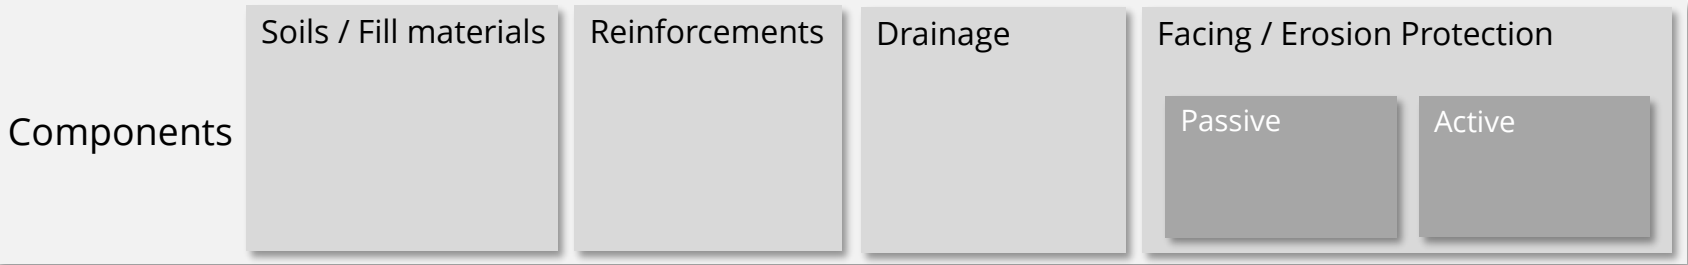 Components
Soils / Fill materials
Reinforcements
Drainage
Facing / Erosion Protection
Passive
Active